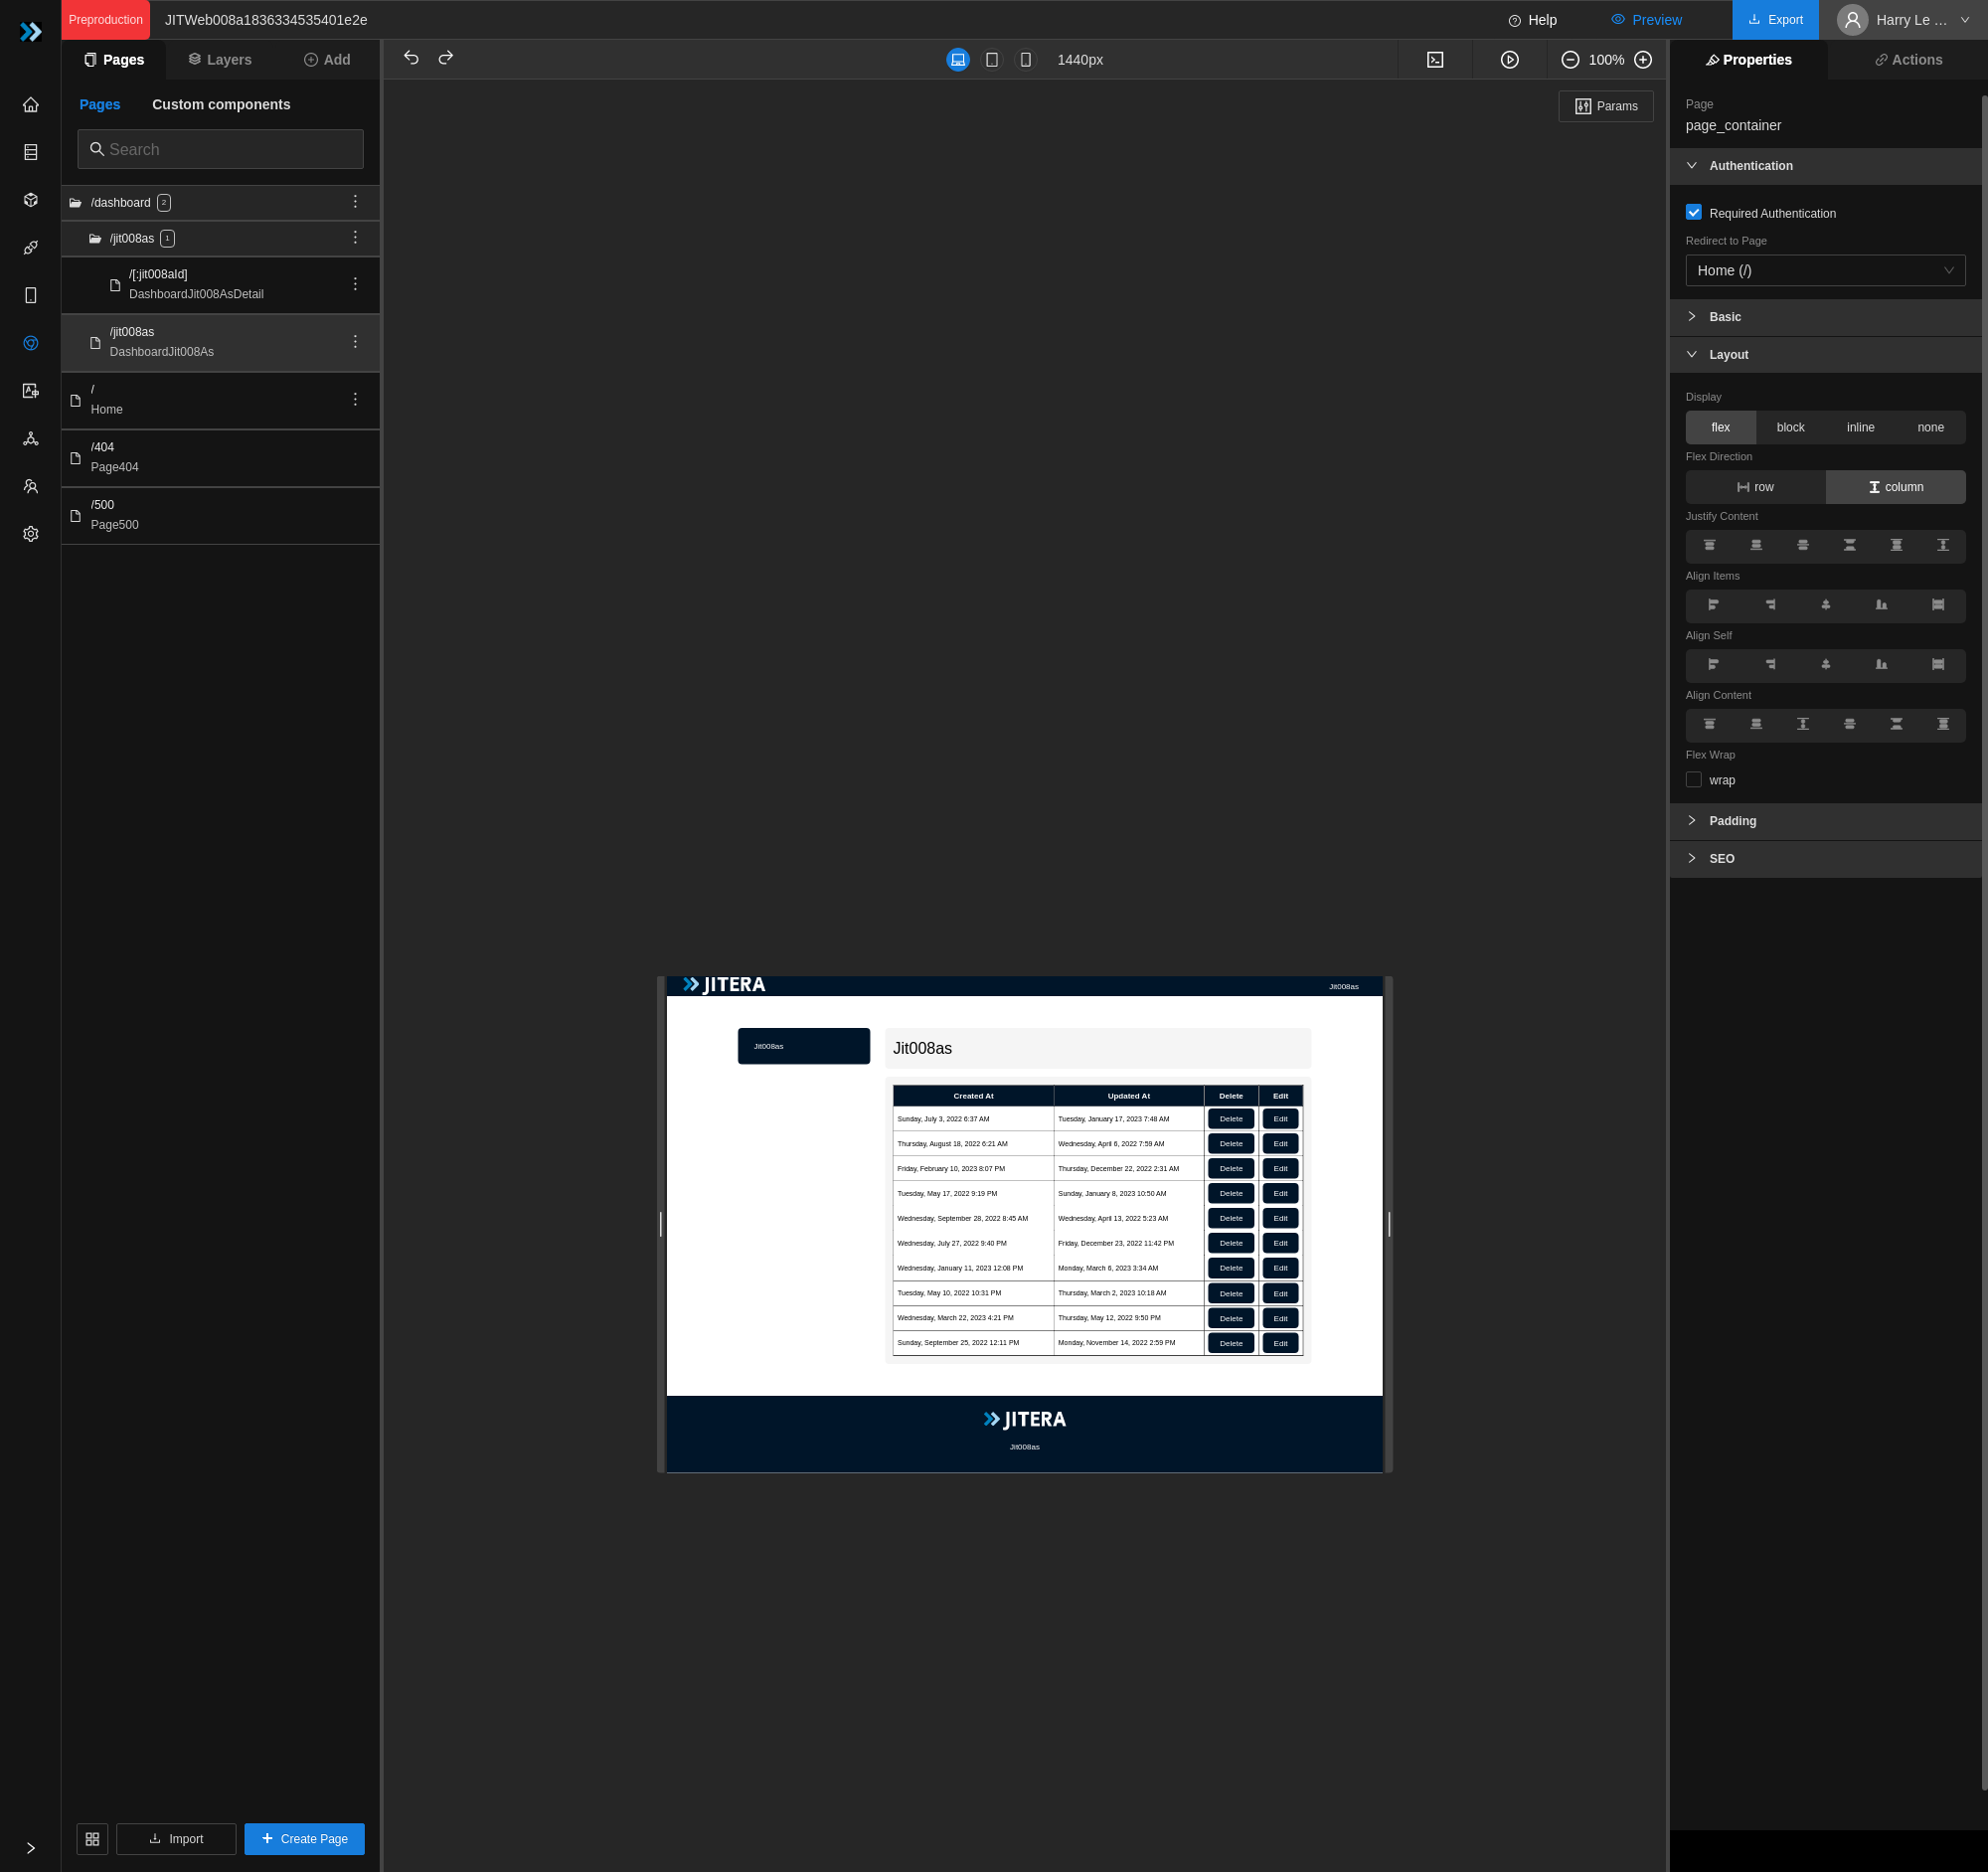 Preproduction JITWeb008a1836334535401e2e Help Preview Export Harry Le ...
Pages Layers Add
Pages Custom components
Search
/dashboard 2
/jit008as 1
/[:jit008aId]
DashboardJit008AsDetail
/jit008as
DashboardJit008As
/
Home
/404
Page404
/500
Page500
Import Create Page
1440px 100%
Params
JITERA Jit008as
Jit008as
Jit008as
Created At Updated At Delete Edit
Sunday, July 3, 2022 6:37 AM Tuesday, January 17, 2023 7:48 AM Delete Edit
Thursday, August 18, 2022 6:21 AM Wednesday, April 6, 2022 7:59 AM Delete Edit
Friday, February 10, 2023 8:07 PM Thursday, December 22, 2022 2:31 AM Delete Edit
Tuesday, May 17, 2022 9:19 PM Sunday, January 8, 2023 10:50 AM Delete Edit
Wednesday, September 28, 2022 8:45 AM Wednesday, April 13, 2022 5:23 AM Delete Edit
Wednesday, July 27, 2022 9:40 PM Friday, December 23, 2022 11:42 PM Delete Edit
Wednesday, January 11, 2023 12:08 PM Monday, March 6, 2023 3:34 AM Delete Edit
Tuesday, May 10, 2022 10:31 PM Thursday, March 2, 2023 10:18 AM Delete Edit
Wednesday, March 22, 2023 4:21 PM Thursday, May 12, 2022 9:50 PM Delete Edit
Sunday, September 25, 2022 12:11 PM Monday, November 14, 2022 2:59 PM Delete Edit
JITERA
Jit008as
Properties Actions
Page
page_container
Authentication
Required Authentication
Redirect to Page
Home (/)
Basic
Layout
Display
flex block inline none
Flex Direction
row column
Justify Content
Align Items
Align Self
Align Content
Flex Wrap
wrap
Padding
SEO